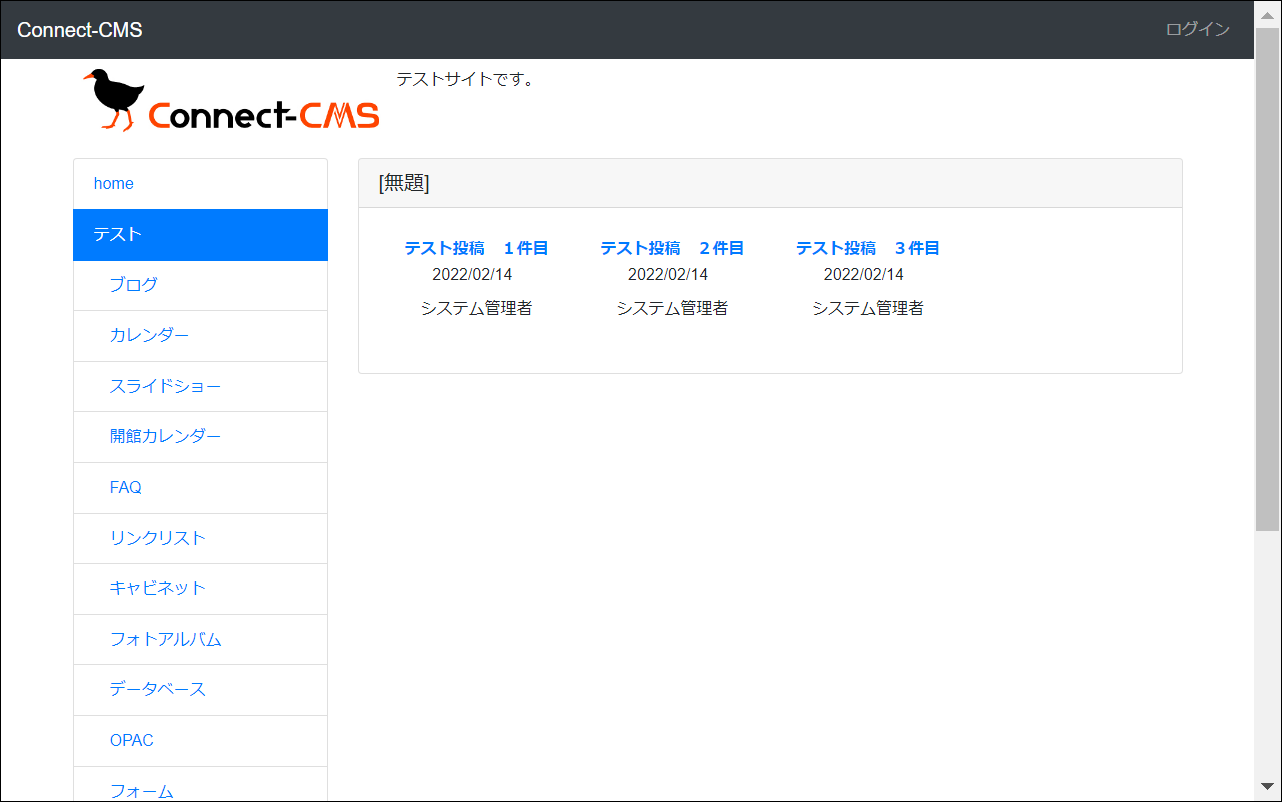 Connect-CMS
ログイン
Connect-CMS
テストサイトです。
home
テスト
ブログ
カレンダー
スライドショー
開館カレンダー
FAQ
リンクリスト
キャビネット
フォトアルバム
データベース
OPAC
フォーム
[無題]
テスト投稿　１件目
2022/02/14
システム管理者
テスト投稿　２件目
2022/02/14
システム管理者
テスト投稿　３件目
2022/02/14
システム管理者